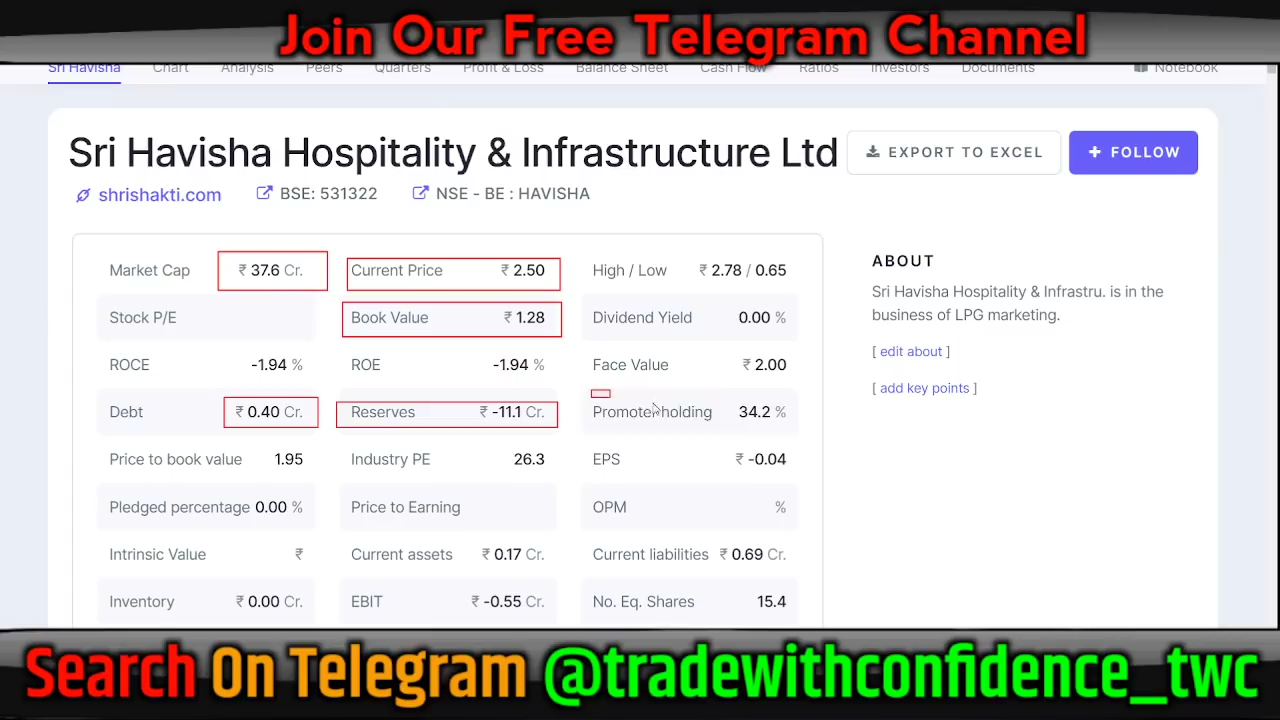 Join Our Free Telegram Channel
Sri Havisha Chart Analysis Peers Quarters Profit & Loss Balance Sheet Cash Flow Ratios Investors Documents Notebook
Sri Havisha Hospitality & Infrastructure Ltd
EXPORT TO EXCEL
+ FOLLOW
shrishakti.com BSE: 531322 NSE - BE : HAVISHA
Market Cap ₹ 37.6 Cr. Current Price ₹ 2.50 High / Low ₹ 2.78 / 0.65
Stock P/E Book Value ₹ 1.28 Dividend Yield 0.00 %
ROCE -1.94 % ROE -1.94 % Face Value ₹ 2.00
Debt ₹ 0.40 Cr. Reserves ₹ -11.1 Cr. Promoter holding 34.2 %
Price to book value 1.95 Industry PE 26.3 EPS ₹ -0.04
Pledged percentage 0.00 % Price to Earning OPM %
Intrinsic Value ₹ Current assets ₹ 0.17 Cr. Current liabilities ₹ 0.69 Cr.
Inventory ₹ 0.00 Cr. EBIT ₹ -0.55 Cr. No. Eq. Shares 15.4
ABOUT
Sri Havisha Hospitality & Infrastru. is in the
business of LPG marketing.
[ edit about ]
[ add key points ]
Search On Telegram @tradewithconfidence_twc